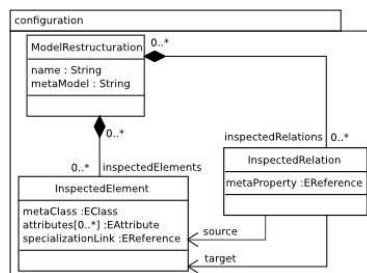 configuration
ModelRestructuration
0..*
name : String
metaModel : String
0..*
inspectedRelations
0..*
0..*
inspectedElements
InspectedRelation
InspectedElement
metaProperty :EReference
metaClass :EClass
attributes[0..*] :EAttribute
specializationLink :EReference
source
target